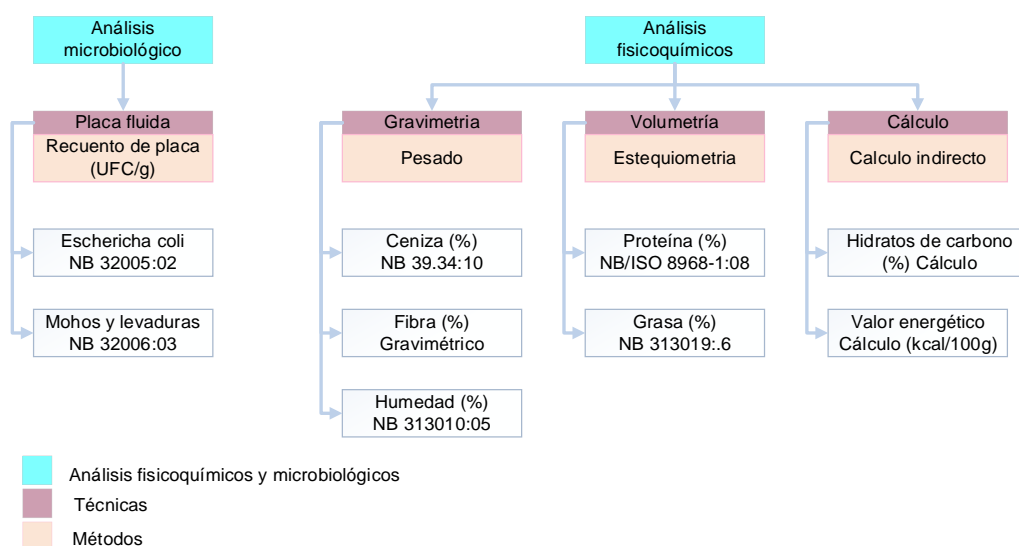 Análisis
microbiológico
Análisis
fisicoquímicos
Placa fluida
Recuento de placa
(UFC/g)
Gravimetria
Pesado
Volumetría
Estequiometria
Cálculo
Calculo indirecto
Eschericha coli
NB 32005:02
Ceniza (%)
NB 39.34:10
Proteína (%)
NB/ISO 8968-1:08
Hidratos de carbono
(%) Cálculo
Mohos y levaduras
NB 32006:03
Fibra (%)
Gravimétrico
Grasa (%)
NB 313019:.6
Valor energético
Cálculo (kcal/100g)
Humedad (%)
NB 313010:05
Análisis fisicoquímicos y microbiológicos
Técnicas
Métodos